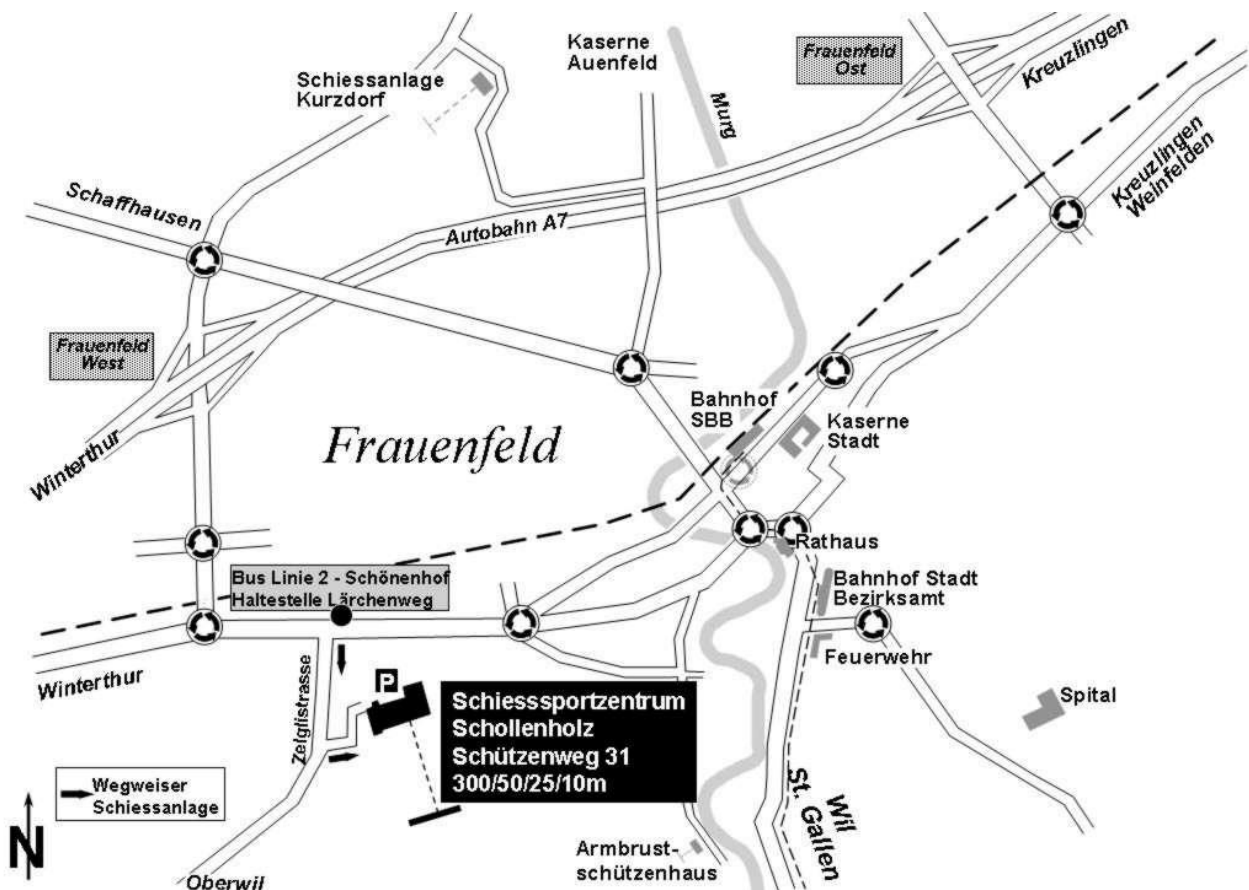 Kaserne
Auenfeld
Frauenfeld
Ost
Kreuzlingen
Schiessanlage
Kurzdorf
Murg
Kreuzlingen
Weinfelden
Schaffhausen
Autobahn A7
Frauenfeld
West
Winterthur
Frauenfeld
Bahnhof
SBB
Kaserne
Stadt
Rathaus
Bus Linie 2 - Schönenhof
Haltestelle Lärchenweg
Bahnhof Stadt
Bezirksamt
Feuerwehr
Winterthur
Zelglistrasse
P
Schiesssportzentrum
Schollenholz
Schützenweg 31
300/50/25/10m
Spital
Wegweiser
Schiessanlage
N
Wil
St. Gallen
Armbrust-
schützenhaus
Oberwil